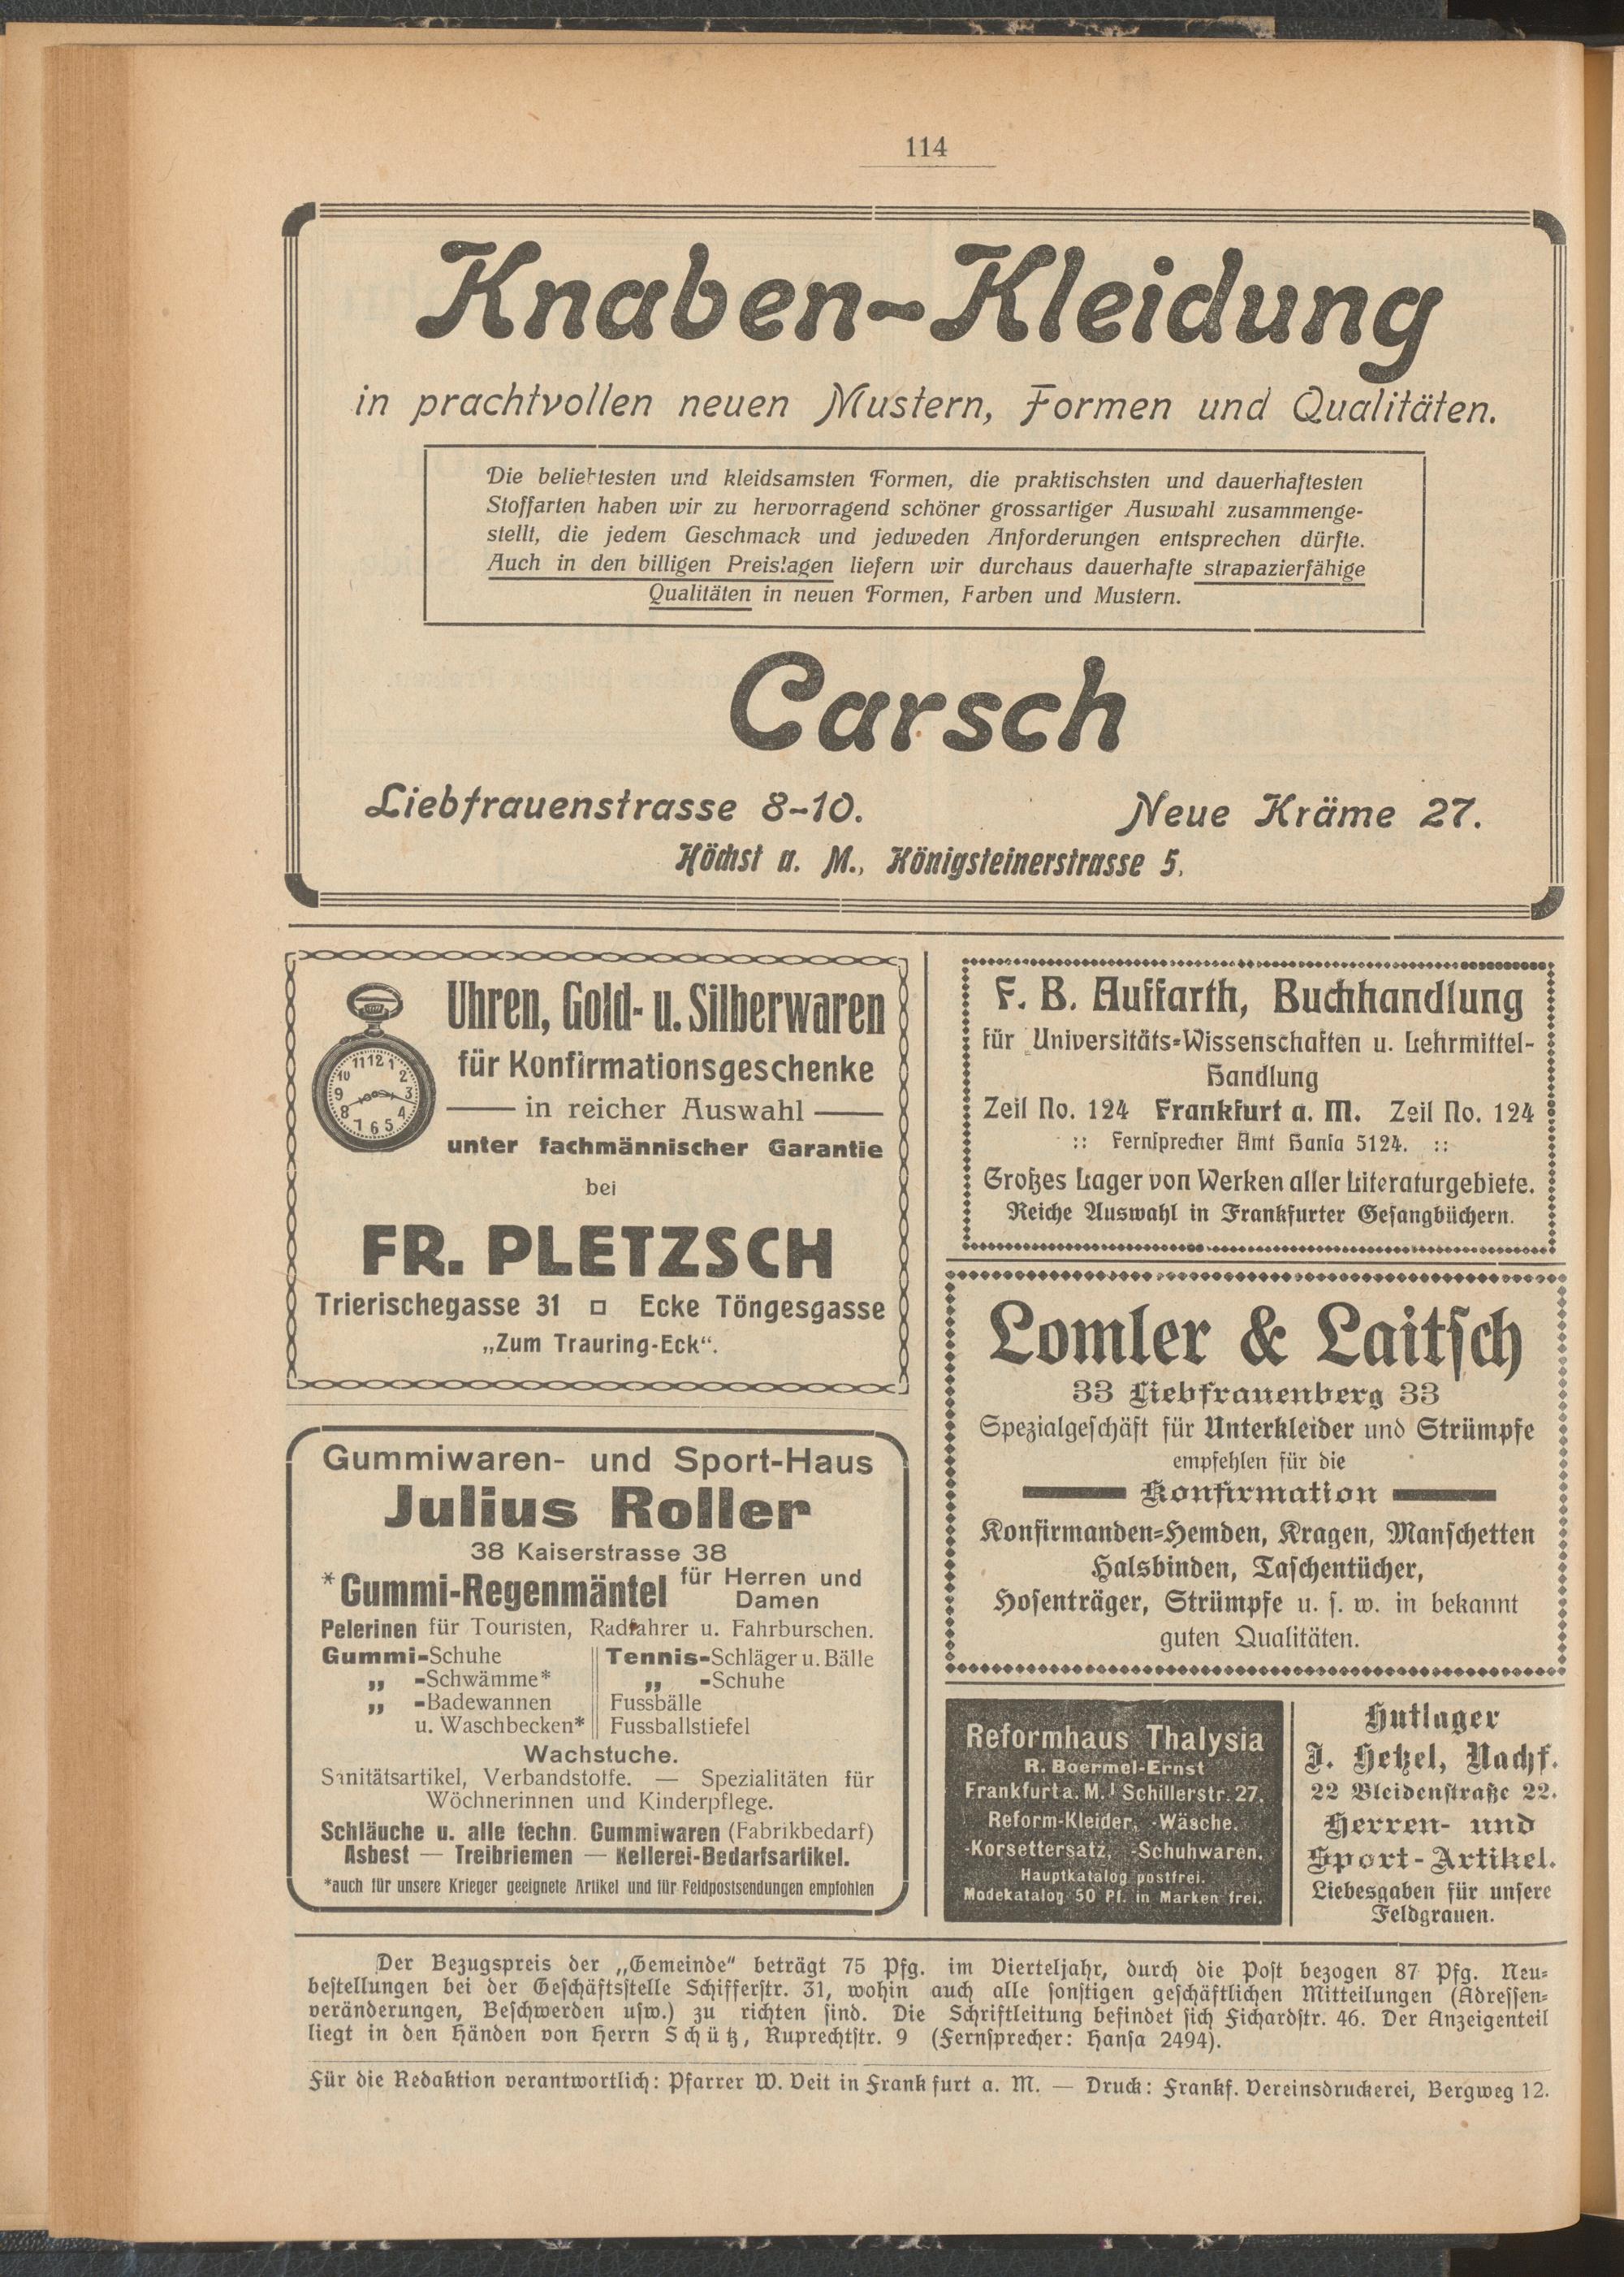 114
Knaben-Kleidung
in prachtvollen neuen Mustern, Formen und Qualitäten.
Die beliebtesten und kleidsamsten Formen, die praktischsten und dauerhaftesten
Stoffarten haben wir zu hervorragend schöner grossartiger Auswahl zusammenge-
stellt, die jedem Geschmack und jedweden Anforderungen entsprechen dürfte.
Auch in den billigen Preislagen liefern wir durchaus dauerhafte strapazierfähige
Qualitäten in neuen Formen, Farben und Mustern.
Carsch
Liebfrauenstrasse 8-10. Neue Kräme 27.
Höchst a. M., Königsteinerstrasse 5.
11 12 1
10 2
9 3
8 4
7 6 5
Uhren, Gold- u. Silberwaren
für Konfirmationsgeschenke
— in reicher Auswahl —
unter fachmännischer Garantie
bei
FR. PLETZSCH
Trierischegasse 31 □ Ecke Töngesgasse
„Zum Trauring-Eck“.
Gummiwaren- und Sport-Haus
Julius Roller
38 Kaiserstrasse 38
*Gummi-Regenmäntel für Herren und
Damen
Pelerinen für Touristen, Radfahrer u. Fahrburschen.
Gummi-Schuhe
„ -Schwämme*
„ -Badewannen
u. Waschbecken*
Tennis-Schläger u. Bälle
„ -Schuhe
Fussbälle
Fussballstiefel
Wachstuche.
Sanitätsartikel, Verbandstoffe. — Spezialitäten für
Wöchnerinnen und Kinderpflege.
Schläuche u. alle techn. Gummiwaren (Fabrikbedarf)
Asbest — Treibriemen — Kellerei-Bedarfsartikel.
*auch für unsere Krieger geeignete Artikel und für Feldpostsendungen empfohlen
F. B. Auffarth, Buchhandlung
für Universitäts-Wissenschaften u. Lehrmittel-
Handlung
Zeil No. 124 Frankfurt a. M. Zeil No. 124
:: Fernſprecher Amt Hanſa 5124. ::
Großes Lager von Werken aller Literaturgebiete.
Reiche Auswahl in Frankfurter Geſangbüchern.
Lomler & Laitſch
33 Liebfrauenberg 33
Spezialgeſchäft für Unterkleider und Strümpfe
empfehlen für die
Konfirmation
Konfirmanden-Hemden, Kragen, Manſchetten
Halsbinden, Taſchentücher,
Hoſenträger, Strümpfe u. ſ. w. in bekannt
guten Qualitäten.
Reformhaus Thalysia
R. Boermel-Ernst
Frankfurt a. M. Schillerstr. 27.
Reform-Kleider, -Wäsche.
-Korsettersatz, -Schuhwaren.
Hauptkatalog postfrei.
Modekatalog 50 Pf. in Marken frei.
Hutlager
J. Hetzel, Nachf.
22 Bleidenſtraße 22.
Herren- und
Sport-Artikel.
Liebesgaben für unſere
Feldgrauen.
Der Bezugspreis der „Gemeinde“ beträgt 75 Pfg. im Vierteljahr, durch die Poſt bezogen 87 Pfg. Neu-
beſtellungen bei der Geſchäftsſtelle Schifferſtr. 31, wohin auch alle ſonſtigen geſchäftlichen Mitteilungen (Adreſſen-
veränderungen, Beſchwerden uſw.) zu richten ſind. Die Schriftleitung befindet ſich Fichardſtr. 46. Der Anzeigenteil
liegt in den Händen von Herrn Schütz, Ruprechtſtr. 9 (Fernſprecher: Hanſa 2494).
Für die Redaktion verantwortlich: Pfarrer W. Veit in Frankfurt a. M. — Druck: Frankf. Vereinsdruckerei, Bergweg 12.